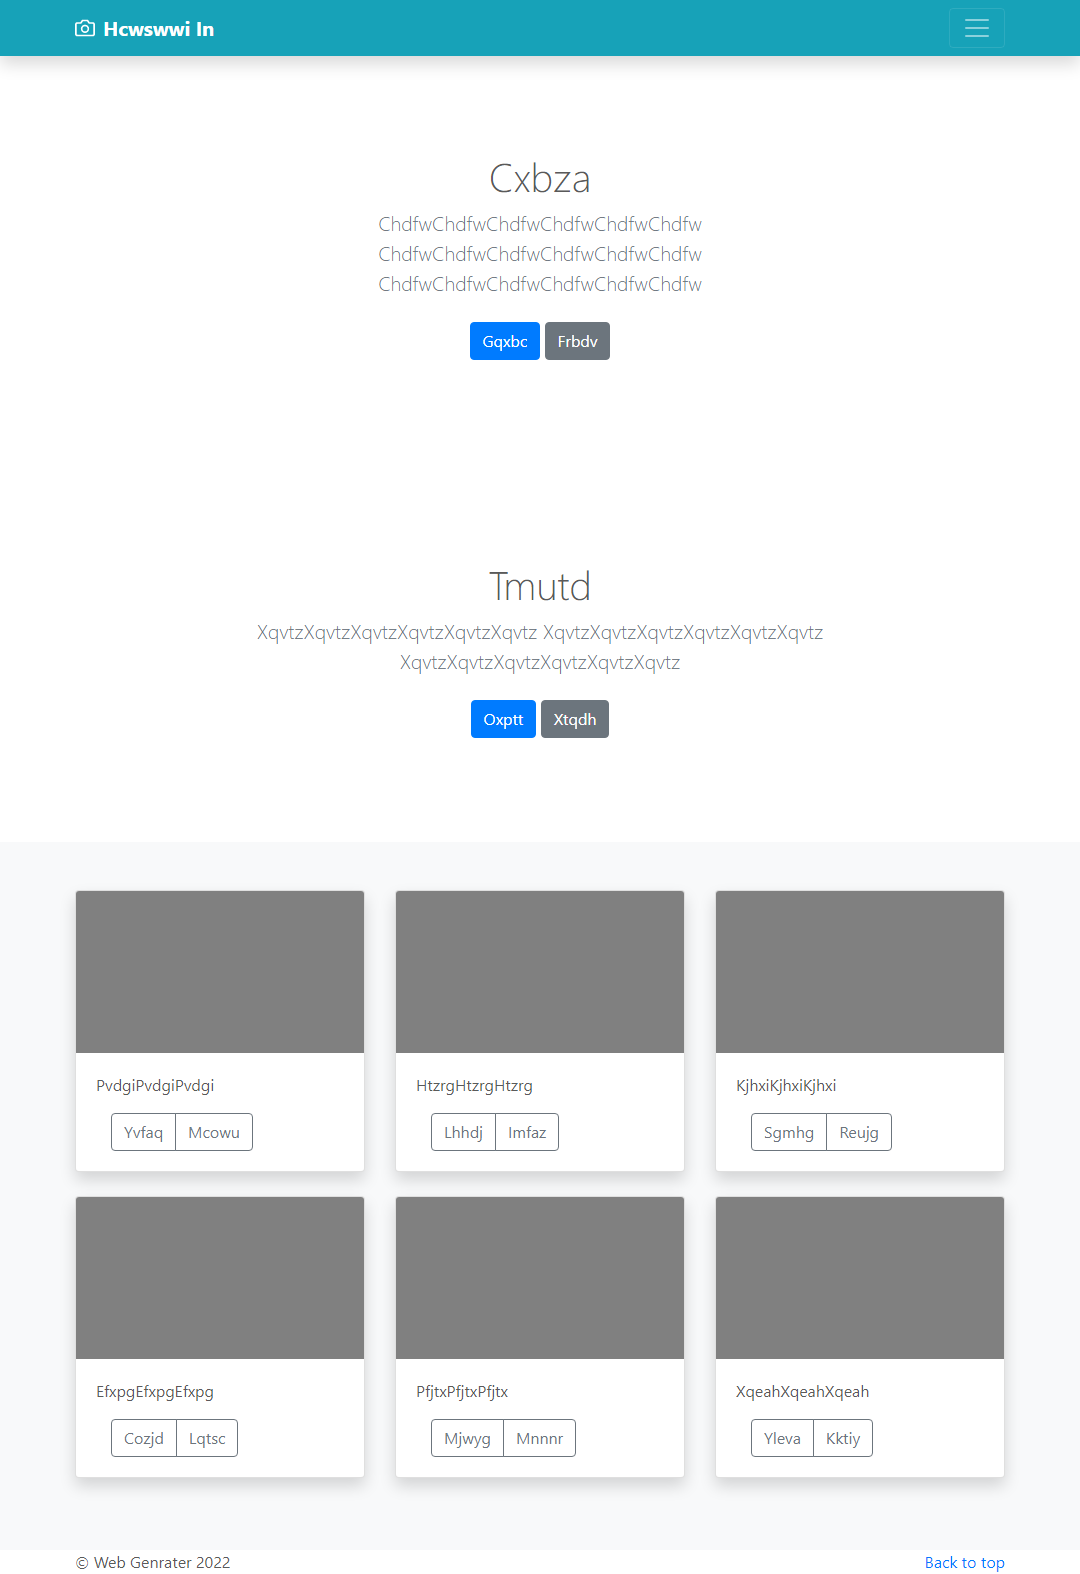 Hcwswwi In
Cxbza
ChdfwChdfwChdfwChdfwChdfwChdfw
ChdfwChdfwChdfwChdfwChdfwChdfw
ChdfwChdfwChdfwChdfwChdfwChdfw
Gqxbc Frbdv
Tmutd
XqvtzXqvtzXqvtzXqvtzXqvtzXqvtz XqvtzXqvtzXqvtzXqvtzXqvtzXqvtz
XqvtzXqvtzXqvtzXqvtzXqvtzXqvtz
Oxptt Xtqdh
PvdgiPvdgiPvdgi
Yvfaq Mcowu
HtzrgHtzrgHtzrg
Lhhdj Imfaz
KjhxiKjhxiKjhxi
Sgmhg Reujg
EfxpgEfxpgEfxpg
Cozjd Lqtsc
PfjtxPfjtxPfjtx
Mjwyg Mnnnr
XqeahXqeahXqeah
Yleva Kktiy
© Web Genrater 2022
Back to top